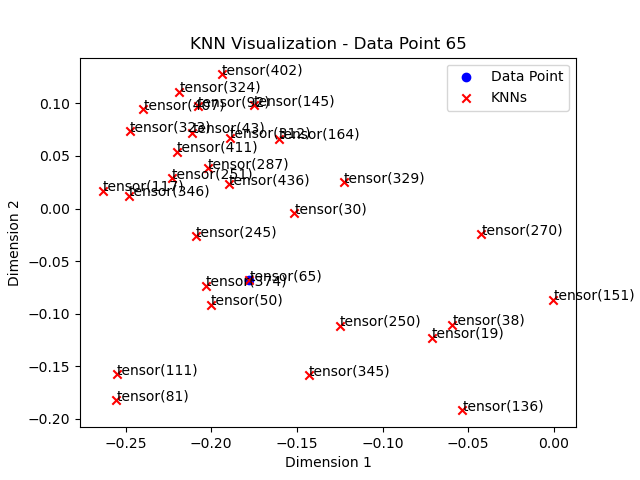 KNN Visualization - Data Point 65
Data Point
KNNs
tensor(402)
tensor(324)
tensor(92)
tensor(145)
tensor(323)
tensor(43)
tensor(312)
tensor(164)
tensor(411)
tensor(287)
tensor(251)
tensor(436)
tensor(329)
tensor(117)
tensor(346)
tensor(30)
tensor(245)
tensor(270)
tensor(65)
tensor(374)
tensor(50)
tensor(151)
tensor(250)
tensor(38)
tensor(19)
tensor(111)
tensor(345)
tensor(81)
tensor(136)
0.10
0.05
0.00
−0.05
−0.10
−0.15
−0.20
Dimension 2
−0.25
−0.20
−0.15
−0.10
−0.05
0.00
Dimension 1